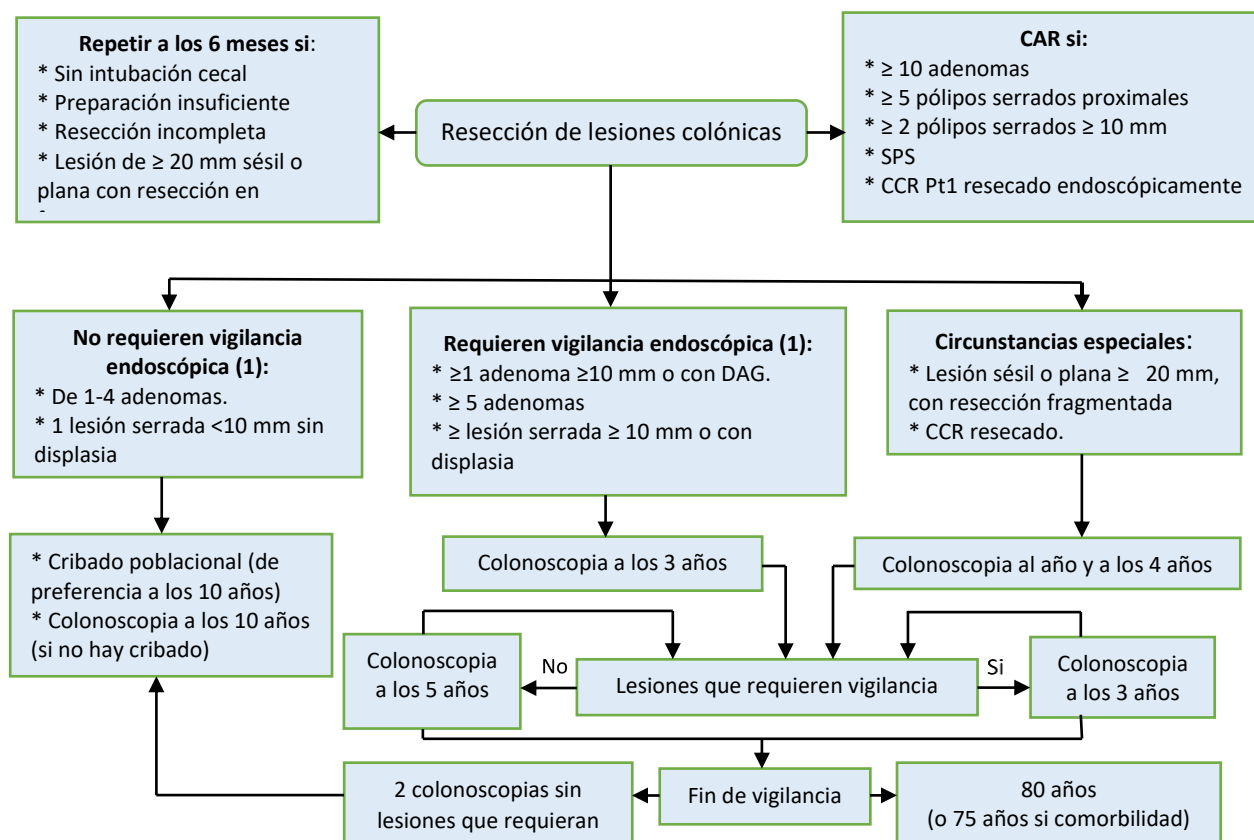 Repetir a los 6 meses si:
* Sin intubación cecal
* Preparación insuficiente
* Resección incompleta
* Lesión de ≥ 20 mm sésil o
plana con resección en
Resección de lesiones colónicas
CAR si:
* ≥ 10 adenomas
* ≥ 5 pólipos serrados proximales
* ≥ 2 pólipos serrados ≥ 10 mm
* SPS
* CCR Pt1 resecado endoscópicamente
No requieren vigilancia
endoscópica (1):
* De 1-4 adenomas.
* 1 lesión serrada <10 mm sin
displasia
Requieren vigilancia endoscópica (1):
* ≥1 adenoma ≥10 mm o con DAG.
* ≥ 5 adenomas
* ≥ lesión serrada ≥ 10 mm o con
displasia
Circunstancias especiales:
* Lesión sésil o plana ≥ 20 mm,
con resección fragmentada
* CCR resecado.
* Cribado poblacional (de
preferencia a los 10 años)
* Colonoscopia a los 10 años
(si no hay cribado)
Colonoscopia a los 3 años
Colonoscopia al año y a los 4 años
Colonoscopia
a los 5 años
No
Lesiones que requieren vigilancia
Si
Colonoscopia
a los 3 años
2 colonoscopias sin
lesiones que requieran
Fin de vigilancia
80 años
(o 75 años si comorbilidad)